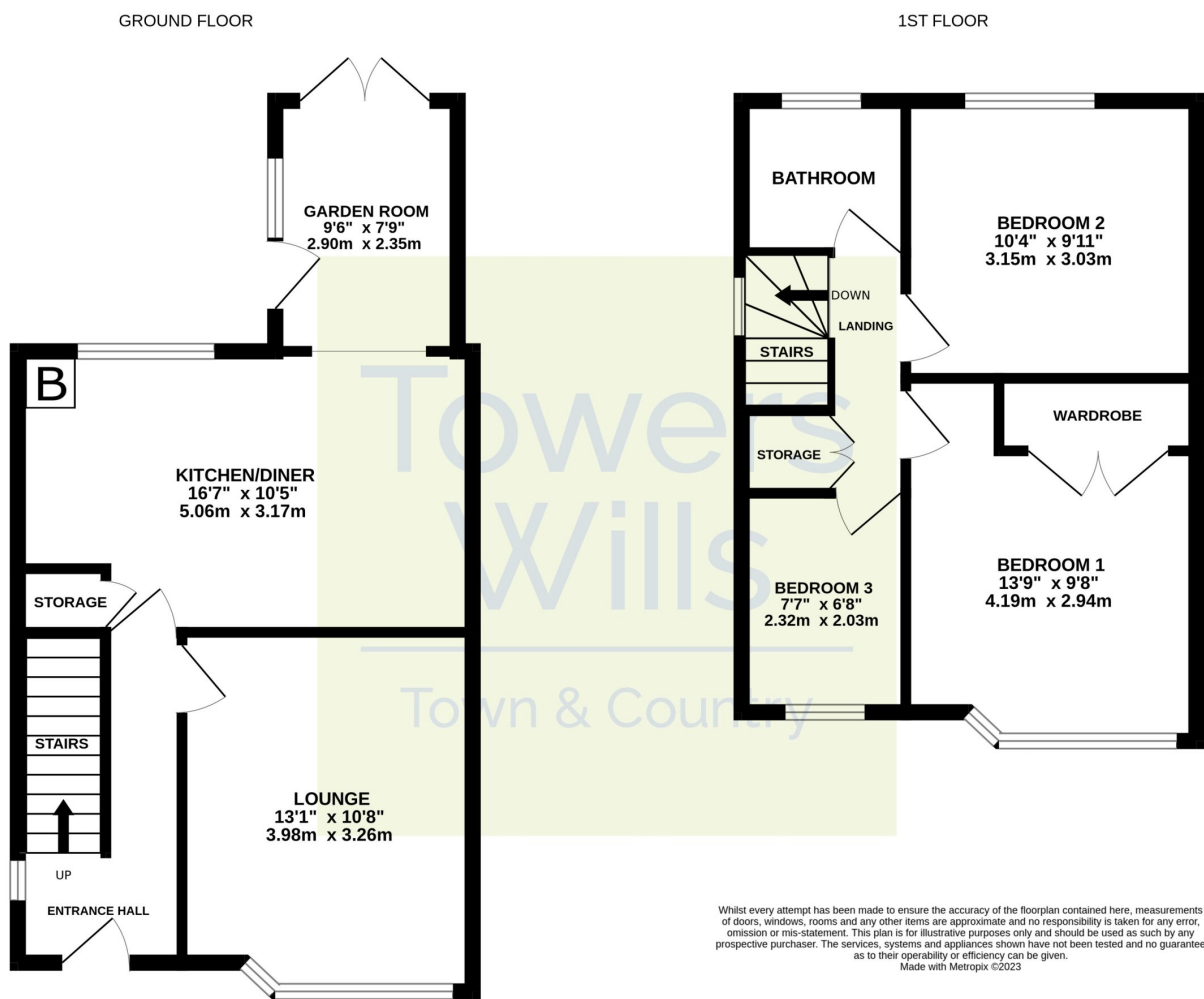 GROUND FLOOR
GARDEN ROOM
9'6" x 7'9"
2.90m x 2.35m
B
KITCHEN/DINER
16'7" x 10'5"
5.06m x 3.17m
STORAGE
STAIRS
UP
ENTRANCE HALL
LOUNGE
13'1" x 10'8"
3.98m x 3.26m
1ST FLOOR
BATHROOM
BEDROOM 2
10'4" x 9'11"
3.15m x 3.03m
DOWN
LANDING
STAIRS
STORAGE
WARDROBE
BEDROOM 3
7'7" x 6'8"
2.32m x 2.03m
BEDROOM 1
13'9" x 9'8"
4.19m x 2.94m
Towers
Wills
Town & Country
Whilst every attempt has been made to ensure the accuracy of the floorplan contained here, measurements
of doors, windows, rooms and any other items are approximate and no responsibility is taken for any error,
omission or mis-statement. This plan is for illustrative purposes only and should be used as such by any
prospective purchaser. The services, systems and appliances shown have not been tested and no guarantee
as to their operability or efficiency can be given.
Made with Metropix ©2023